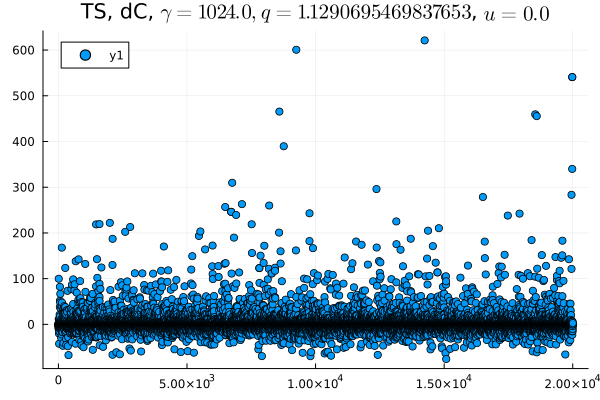 TS, dC, γ = 1024.0, q = 1.1290695469837653, u = 0.0
y1
600
500
400
300
200
100
0
0 5.00×10³ 1.00×10⁴ 1.50×10⁴ 2.00×10⁴